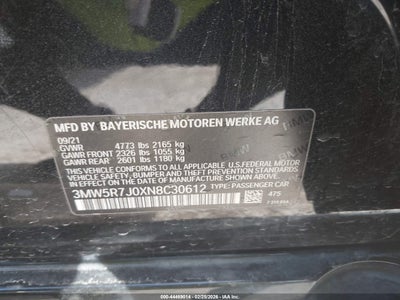 MFD BY BAYERISCHE MOTOREN WERKE AG
09/21
GVWR 4773 lbs 2165 kg
GAWR FRONT 2326 lbs 1055 kg
GAWR REAR 2601 lbs 1180 kg
THIS VEHICLE CONFORMS TO ALL APPLICABLE U.S. FEDERAL MOTOR
VEHICLE SAFETY, BUMPER, AND THEFT PREVENTION STANDARDS
IN EFFECT ON THE DATE OF MANUFACTURE SHOWN ABOVE.
3MW5R7J0XN8C30612 TYPE: PASSENGER CAR
475
000-44469014 | 02/25/2026 - IAA Inc.